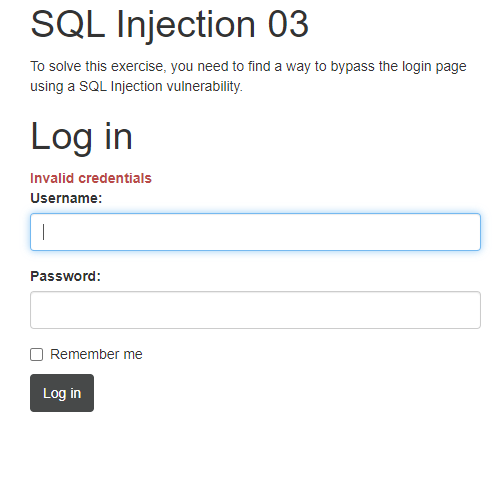 SQL Injection 03
To solve this exercise, you need to find a way to bypass the login page
using a SQL Injection vulnerability.
Log in
Invalid credentials
Username:
Password:
Remember me
Log in